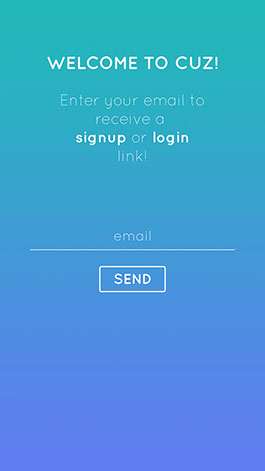 WELCOME TO CUZ!
Enter your email to
receive a
signup or login
link!
email
SEND